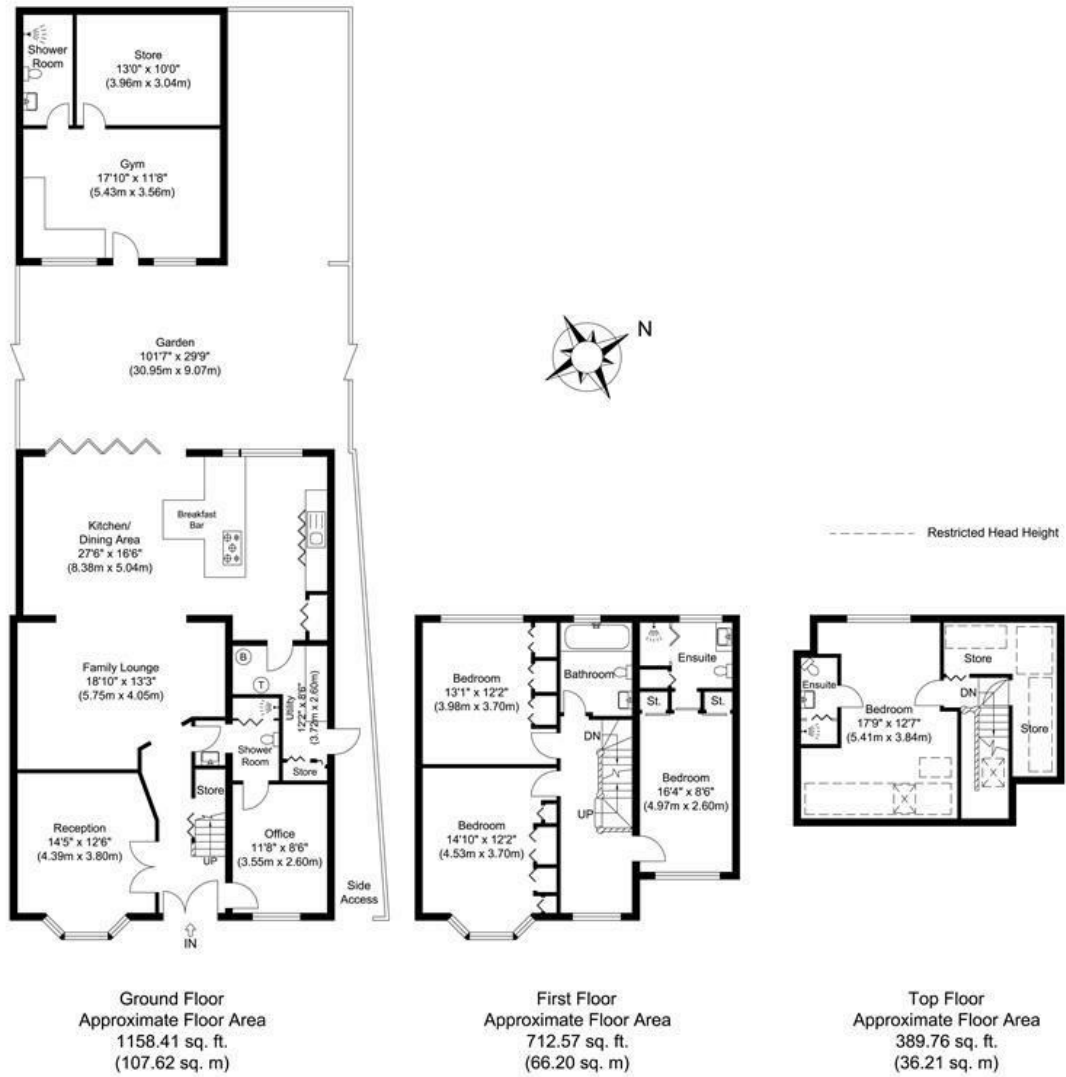 Shower
Room
Store
13'0" x 10'0"
(3.96m x 3.04m)
Gym
17'10" x 11'8"
(5.43m x 3.56m)
Garden
101'7" x 29'9"
(30.95m x 9.07m)
N
Kitchen/
Dining Area
27'6" x 16'6"
(8.38m x 5.04m)
Breakfast
Bar
Family Lounge
18'10" x 13'3"
(5.75m x 4.05m)
B
T
Utility
12'2" x 8'6"
(3.72m x 2.60m)
Shower
Room
Store
Store
UP
Reception
14'5" x 12'6"
(4.39m x 3.80m)
Office
11'8" x 8'6"
(3.55m x 2.60m)
Side
Access
IN
Ground Floor
Approximate Floor Area
1158.41 sq. ft.
(107.62 sq. m)
Bedroom
13'1" x 12'2"
(3.98m x 3.70m)
Bathroom
Ensuite
St.
St.
DN
UP
Bedroom
16'4" x 8'6"
(4.97m x 2.60m)
Bedroom
14'10" x 12'2"
(4.53m x 3.70m)
First Floor
Approximate Floor Area
712.57 sq. ft.
(66.20 sq. m)
Restricted Head Height
Ensuite
Bedroom
17'9" x 12'7"
(5.41m x 3.84m)
Store
DN
Store
Top Floor
Approximate Floor Area
389.76 sq. ft.
(36.21 sq. m)